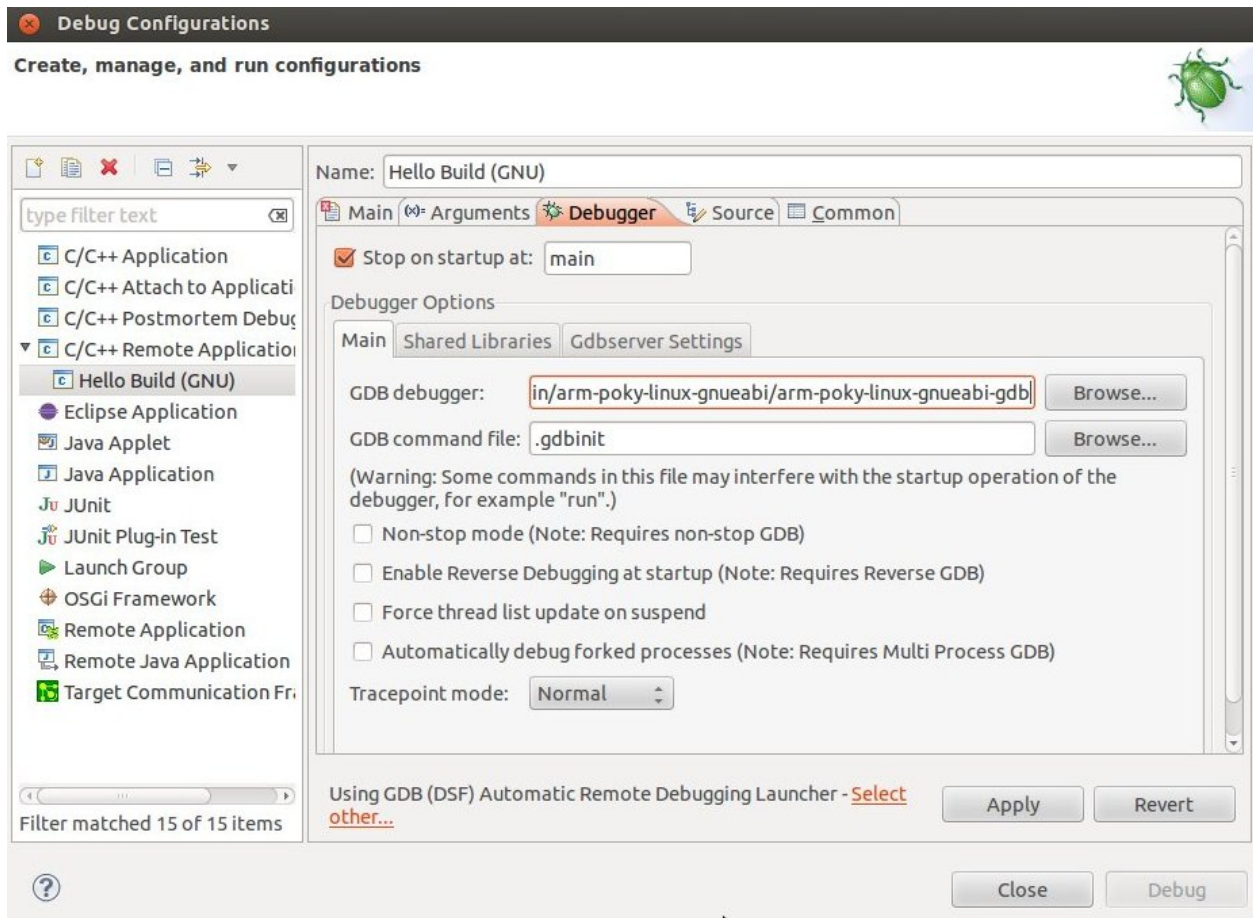 Debug Configurations
Create, manage, and run configurations
type filter text
C/C++ Application
C/C++ Attach to Applicati
C/C++ Postmortem Debug
C/C++ Remote Application
Hello Build (GNU)
Eclipse Application
Java Applet
Java Application
Ju JUnit
JUnit Plug-in Test
Launch Group
OSGi Framework
Remote Application
Remote Java Application
Target Communication Fra
Filter matched 15 of 15 items
Name: Hello Build (GNU)
Main (x)= Arguments Debugger Source Common
Stop on startup at: main
Debugger Options
Main Shared Libraries Gdbserver Settings
GDB debugger: in/arm-poky-linux-gnueabi/arm-poky-linux-gnueabi-gdb Browse...
GDB command file: .gdbinit Browse...
(Warning: Some commands in this file may interfere with the startup operation of the
debugger, for example "run".)
Non-stop mode (Note: Requires non-stop GDB)
Enable Reverse Debugging at startup (Note: Requires Reverse GDB)
Force thread list update on suspend
Automatically debug forked processes (Note: Requires Multi Process GDB)
Tracepoint mode: Normal
Using GDB (DSF) Automatic Remote Debugging Launcher - Select
other...
Apply Revert
Close Debug